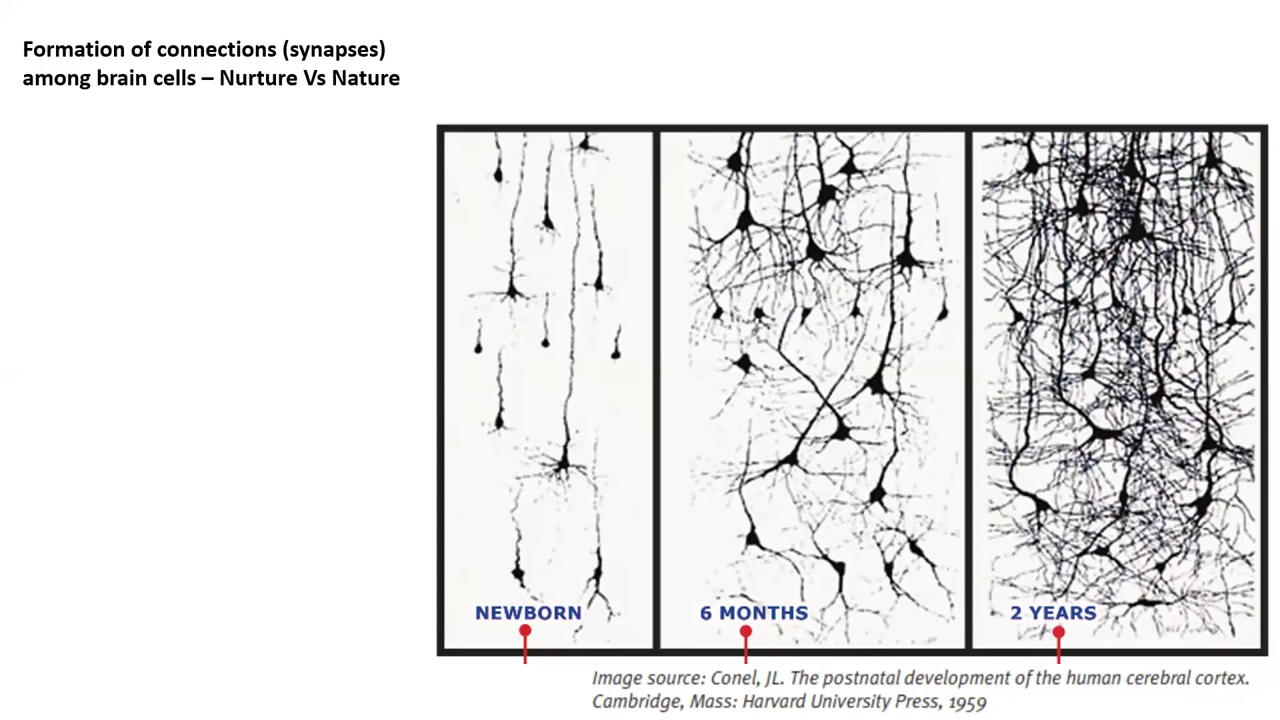 Formation of connections (synapses)
among brain cells – Nurture Vs Nature
NEWBORN
6 MONTHS
2 YEARS
Image source: Conel, JL. The postnatal development of the human cerebral cortex.
Cambridge, Mass: Harvard University Press, 1959